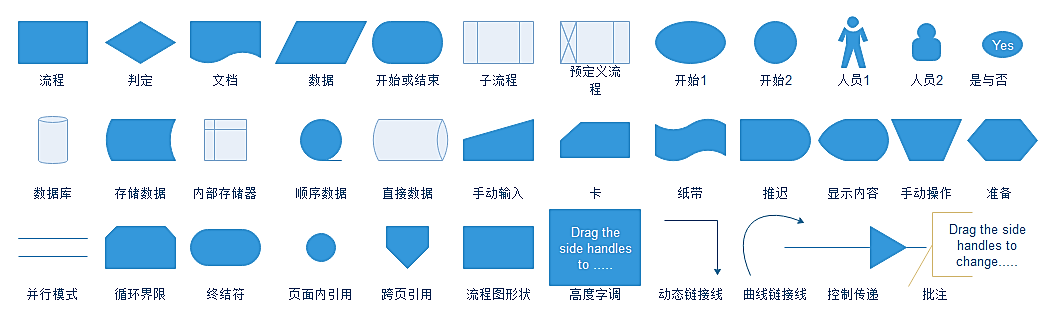 Yes
流程
判定
文档
数据
开始或结束
子流程
预定义流
程
开始1
开始2
人员1
人员2
是与否
数据库
存储数据
内部存储器
顺序数据
直接数据
手动输入
卡
纸带
推迟
显示内容
手动操作
准备
Drag the
side handles
to .....
Drag the side
handles to
change.....
并行模式
循环界限
终结符
页面内引用
跨页引用
流程图形状
高度字调
动态链接线
曲线链接线
控制传递
批注